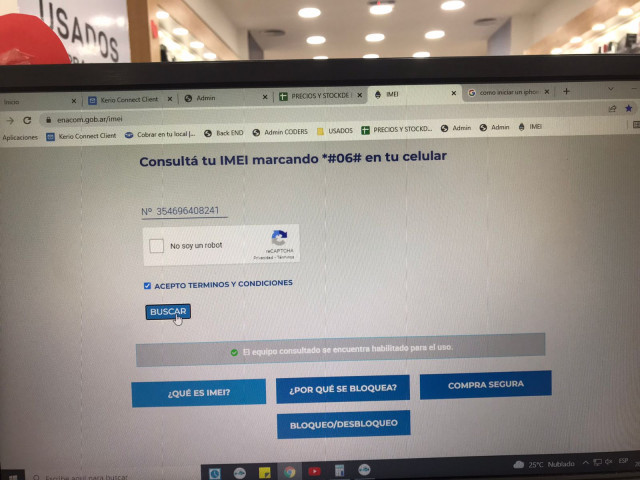 USADOS
Inicio
Kerio Connect Client
Admin
PRECIOS Y STOCKDE
IMEI
como iniciar un iphon
enacom.gob.ar/imei
Aplicaciones
Kerio Connect Client
Cobrar en tu local |...
Back END
Admin CODERS
USADOS
PRECIOS Y STOCKD...
Admin
Admin
IMEI
Consultá tu IMEI marcando *#06# en tu celular
Nº 354696408241
No soy un robot
reCAPTCHA
Privacidad - Términos
ACEPTO TERMINOS Y CONDICIONES
BUSCAR
El equipo consultado se encuentra habilitado para el uso.
¿QUÉ ES IMEI?
¿POR QUÉ SE BLOQUEA?
COMPRA SEGURA
BLOQUEO/DESBLOQUEO
Escribe aquí para buscar
25°C Nublado
ESP